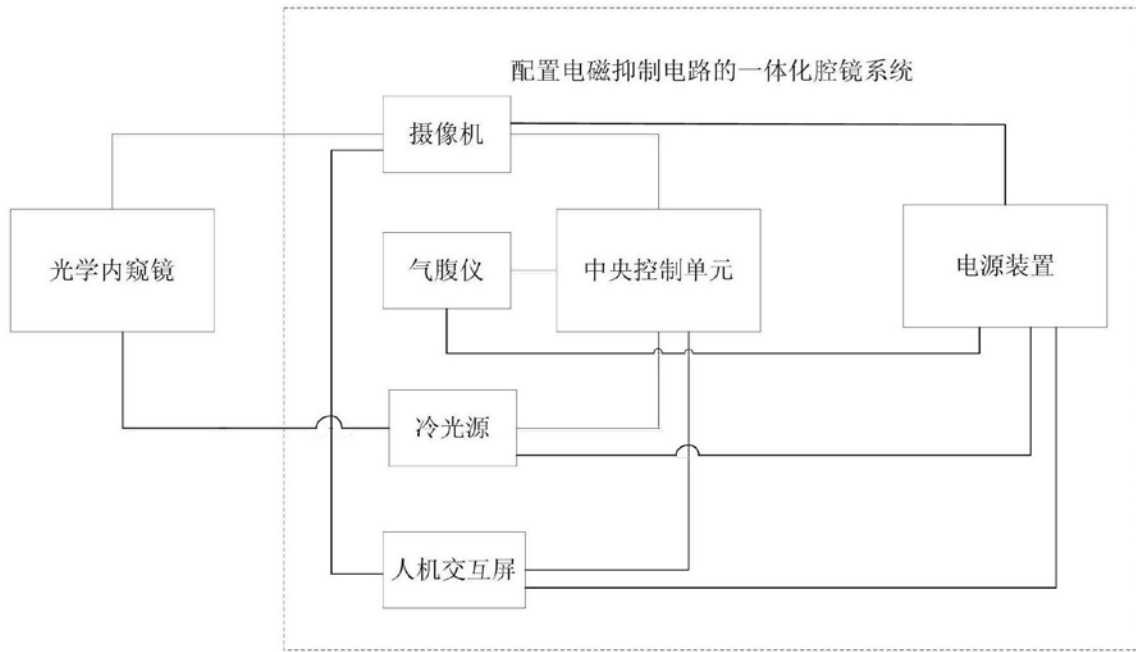 配置电磁抑制电路的一体化腔镜系统
摄像机
光学内窥镜
气腹仪
中央控制单元
电源装置
冷光源
人机交互屏